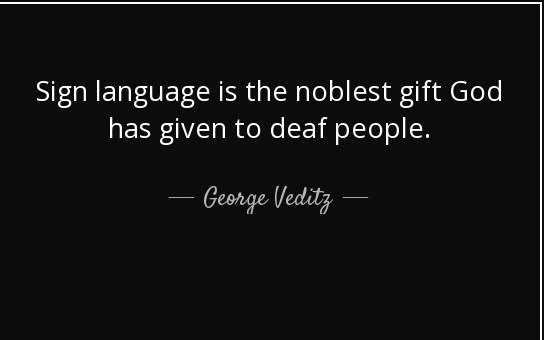 Sign language is the noblest gift God
has given to deaf people.
— George Veditz —